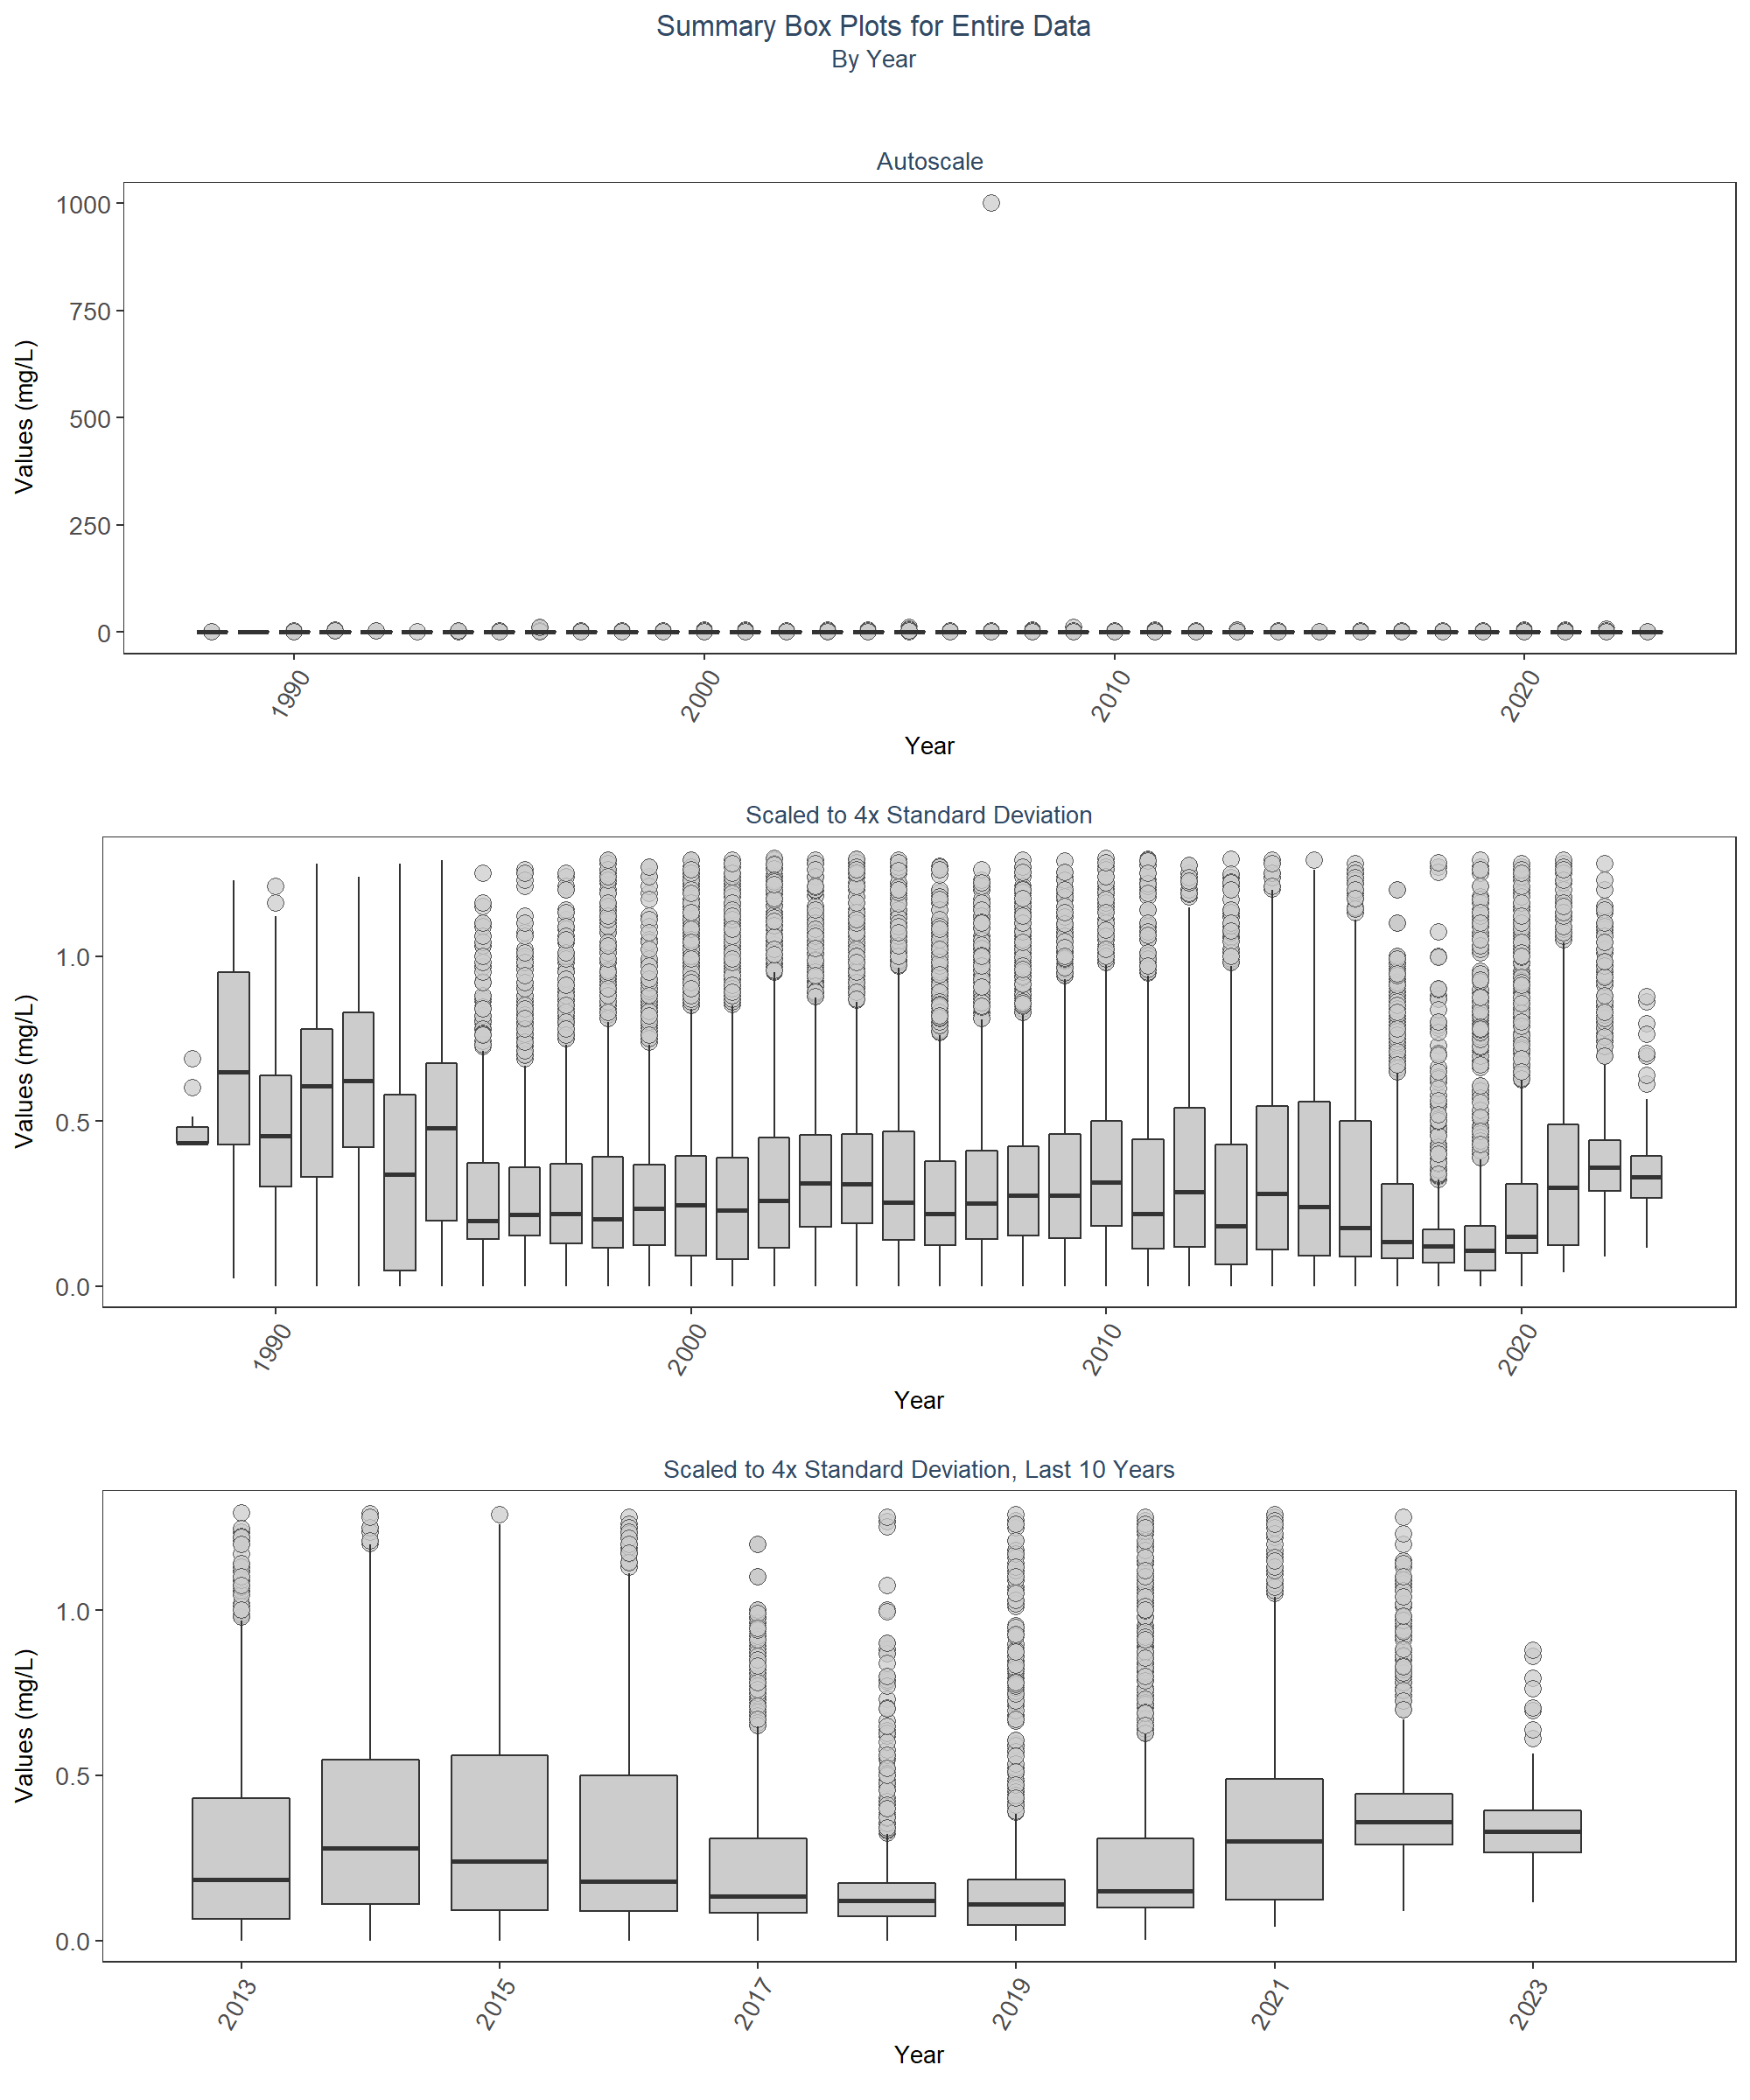 Summary Box Plots for Entire Data
By Year
Autoscale
Values (mg/L)
1000
750
500
250
0
1990
2000
2010
2020
Year
Scaled to 4x Standard Deviation
Values (mg/L)
1.0
0.5
0.0
1990
2000
2010
2020
Year
Scaled to 4x Standard Deviation, Last 10 Years
Values (mg/L)
1.0
0.5
0.0
2013
2015
2017
2019
2021
2023
Year